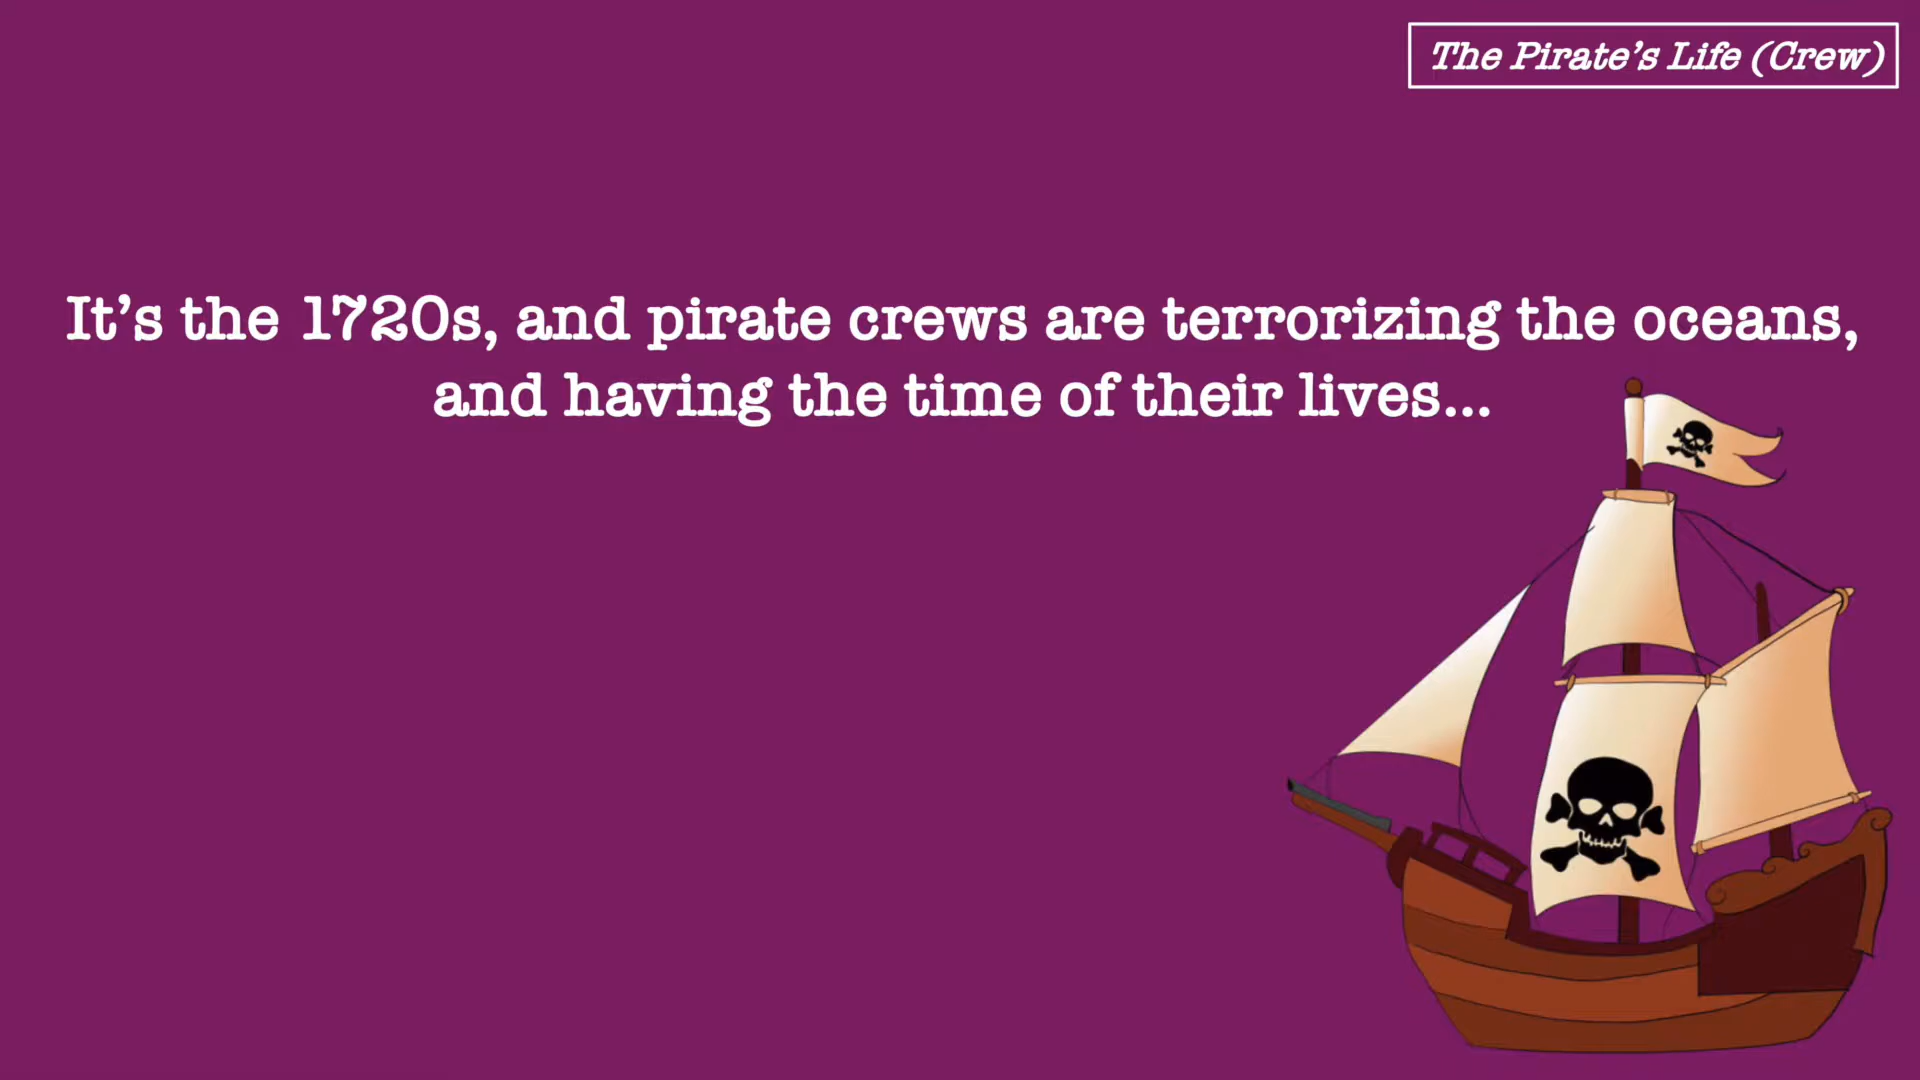 The Pirate’s Life (Crew)
It’s the 1720s, and pirate crews are terrorizing the oceans,
and having the time of their lives...